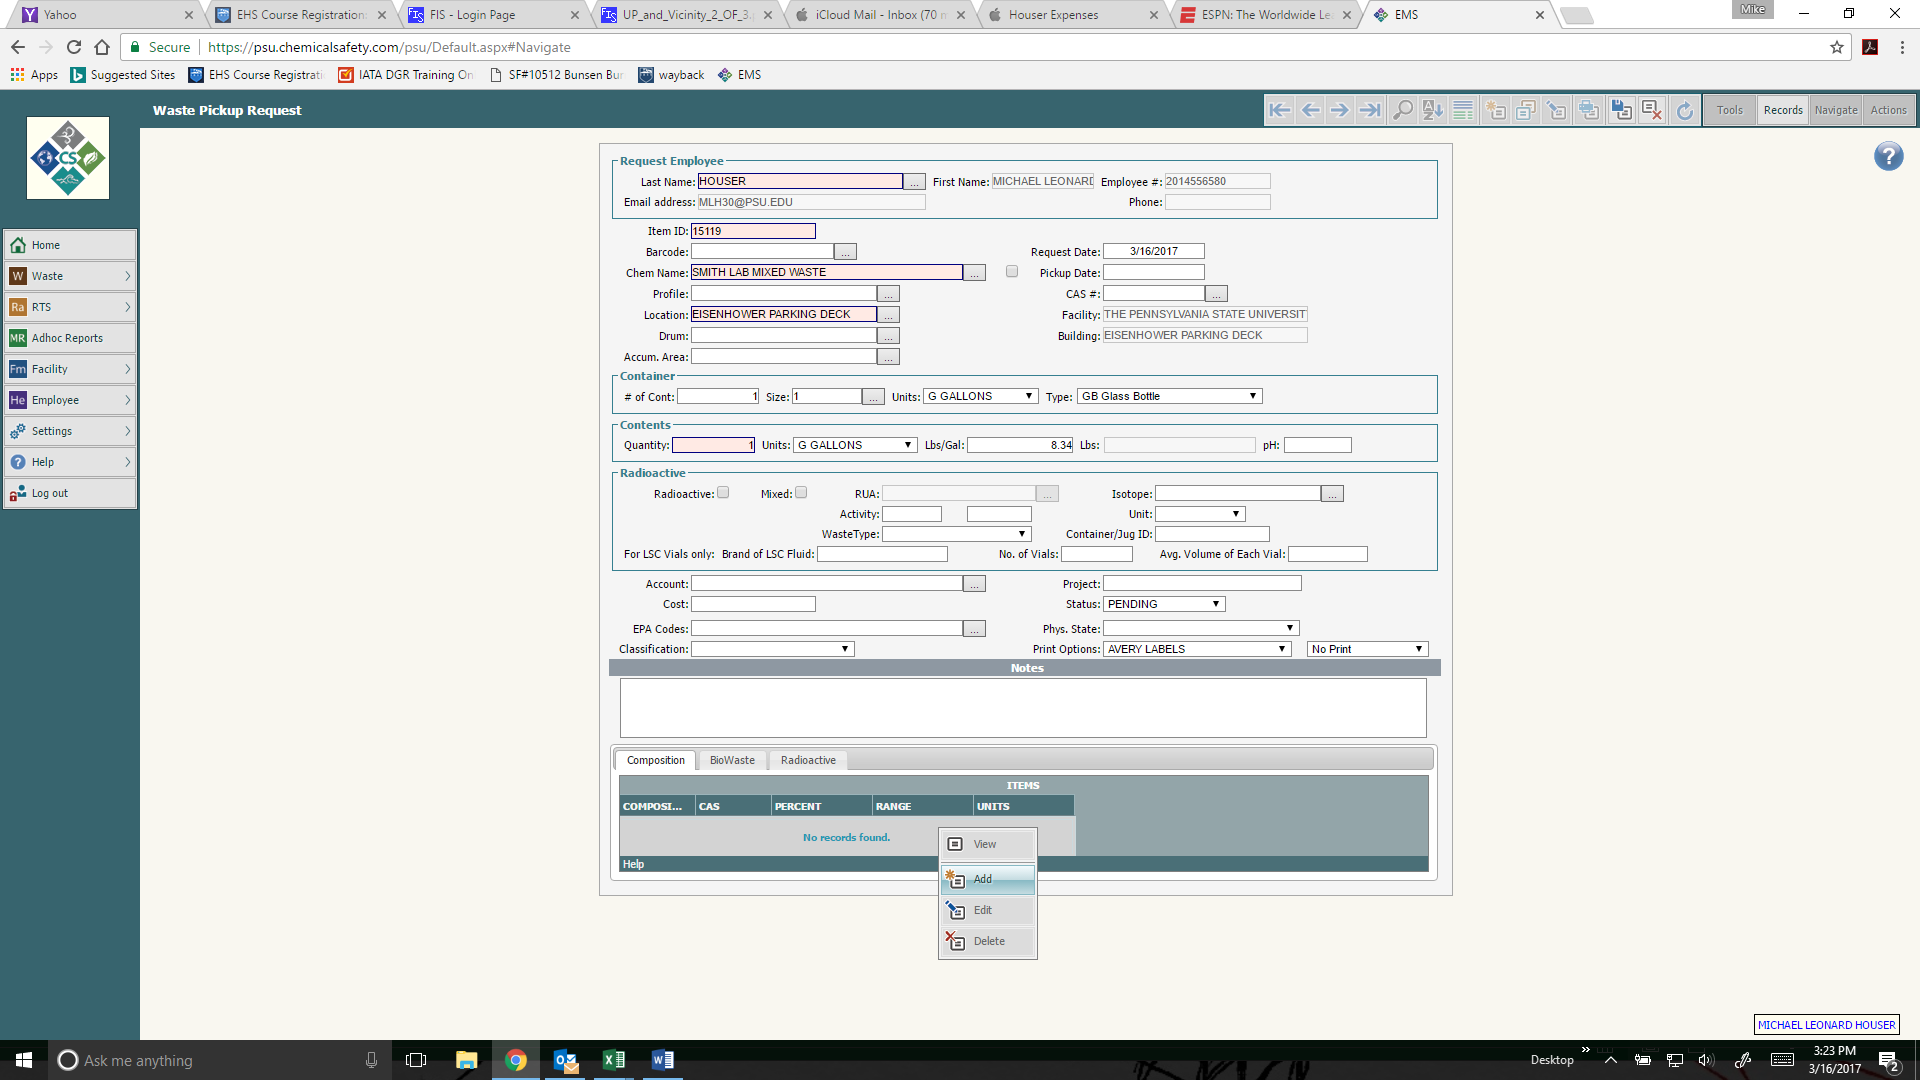 Yahoo
EHS Course Registration
FIS - Login Page
UP_and_Vicinity_2_OF_3.
iCloud Mail - Inbox (70 m
Houser Expenses
ESPN: The Worldwide Le
EMS
Mike
Secure
https://psu.chemicalsafety.com/psu/Default.aspx#Navigate
Apps
Suggested Sites
EHS Course Registrati
IATA DGR Training On
SF#10512 Bunsen Bur
wayback
EMS
Waste Pickup Request
Tools
Records
Navigate
Actions
CS
Home
W Waste
Ra RTS
MR Adhoc Reports
Fm Facility
He Employee
Settings
? Help
Log out
?
Request Employee
Last Name: HOUSER ... First Name: MICHAEL LEONARD Employee #: 2014556580
Email address: MLH30@PSU.EDU Phone:
Item ID: 15119
Barcode: ... Request Date: 3/16/2017
Chem Name: SMITH LAB MIXED WASTE ... Pickup Date:
Profile: ... CAS #: ...
Location: EISENHOWER PARKING DECK ... Facility: THE PENNSYLVANIA STATE UNIVERSIT
Drum: ... Building: EISENHOWER PARKING DECK
Accum. Area: ...
Container
# of Cont: 1 Size: 1 ... Units: G GALLONS Type: GB Glass Bottle
Contents
Quantity: 1 Units: G GALLONS Lbs/Gal: 8.34 Lbs: pH:
Radioactive
Radioactive: Mixed: RUA: ... Isotope: ...
Activity: Unit:
WasteType: Container/Jug ID:
For LSC Vials only: Brand of LSC Fluid: No. of Vials: Avg. Volume of Each Vial:
Account: ... Project:
Cost: Status: PENDING
EPA Codes: ... Phys. State:
Classification: Print Options: AVERY LABELS No Print
Notes
Composition BioWaste Radioactive
ITEMS
COMPOSI... CAS PERCENT RANGE UNITS
No records found.
Help
View
Add
Edit
Delete
MICHAEL LEONARD HOUSER
Ask me anything
Desktop
3:23 PM
3/16/2017
2